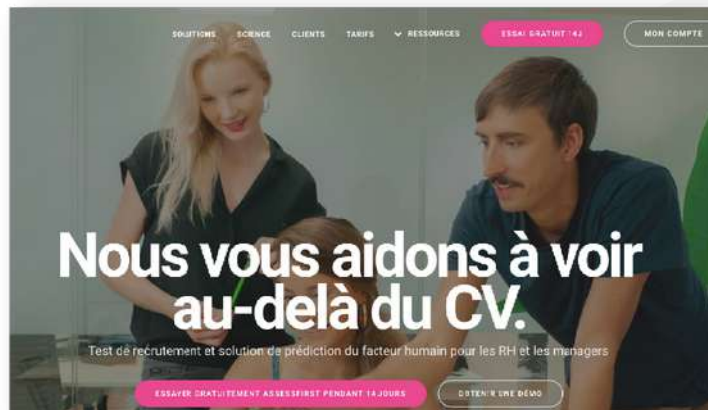 SOLUTIONS SCIENCE CLIENTS TARIFS RESSOURCES ESSAI GRATUIT 14J MON COMPTE
Nous vous aidons à voir
au-delà du CV.
Test de recrutement et solution de prédiction du facteur humain pour les RH et les managers
ESSAYER GRATUITEMENT ASSESSFIRST PENDANT 14 JOURS OBTENIR UNE DÉMO